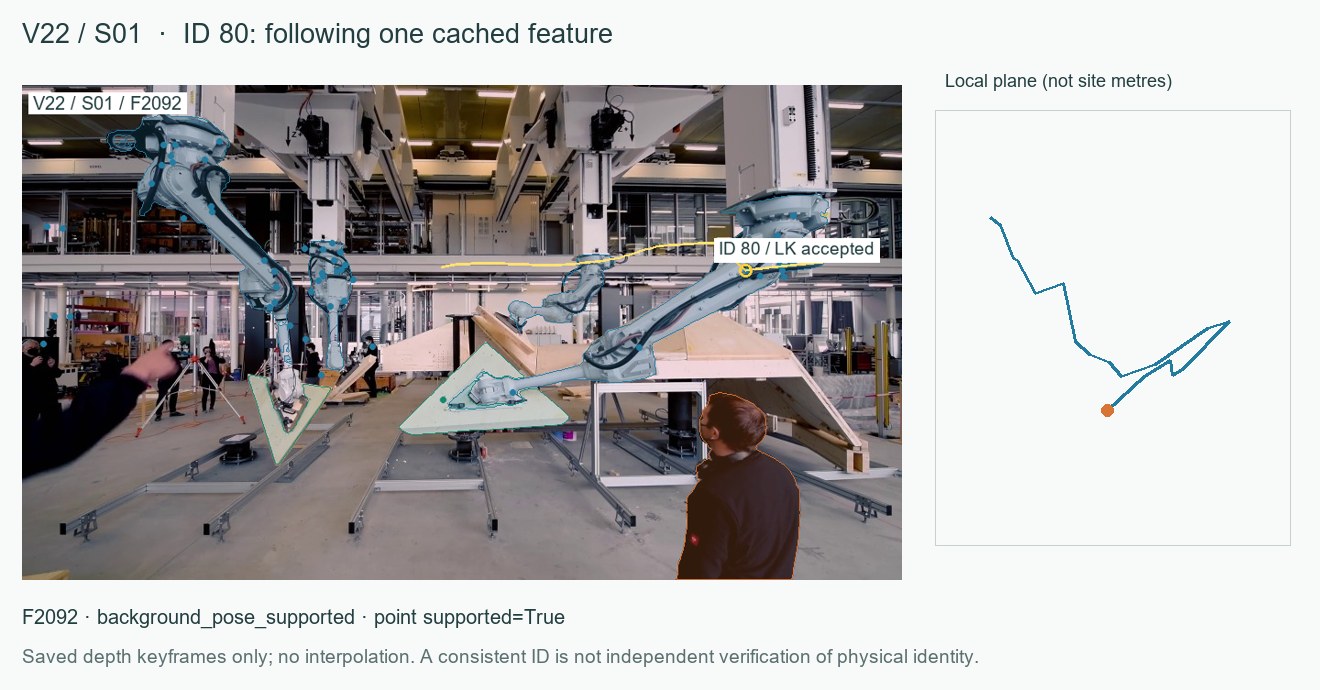 V22 / S01 · ID 80: following one cached feature
Local plane (not site metres)
V22 / S01 / F2092
ID 80 / LK accepted
F2092 · background_pose_supported · point supported=True
Saved depth keyframes only; no interpolation. A consistent ID is not independent verification of physical identity.